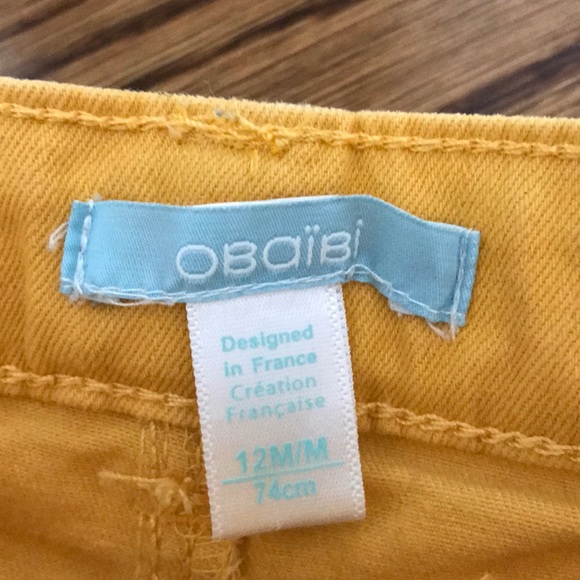 OBaïBi
Designed
in France
Création
Française
12M/M
74cm